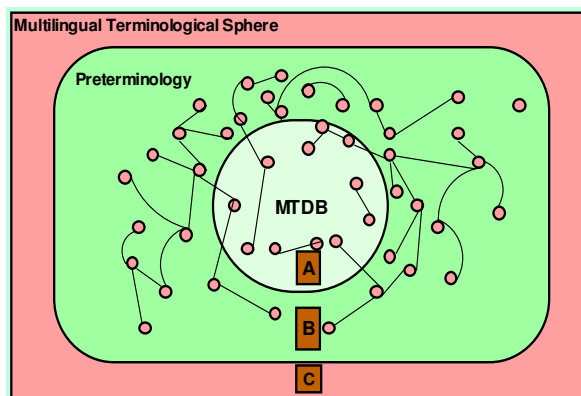 Multilingual Terminological Sphere
Preterminology
MTDB
A
B
C